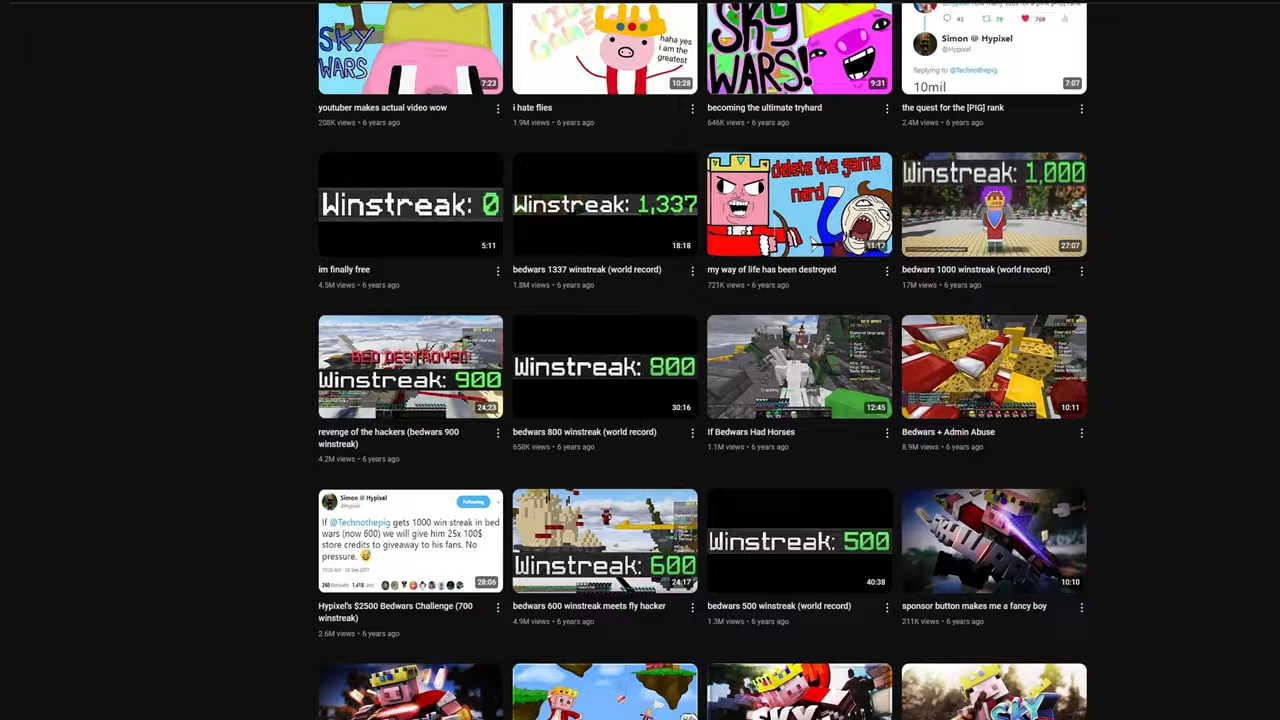 SKY
WARS
7:23
haha yes
i am the
greatest
10:28
SKY
WARS!
9:31
43
79
769
Simon @ Hypixel
@Hypixel
Replying to @Technothepig
10mil
7:07
youtuber makes actual video wow
208K views • 6 years ago
i hate flies
1.9M views • 6 years ago
becoming the ultimate tryhard
646K views • 6 years ago
the quest for the [PIG] rank
2.4M views • 6 years ago
Winstreak: 0
5:11
Winstreak: 1,337
18:18
delete the game
nerd
11:17
Winstreak: 1,000
27:07
im finally free
4.5M views • 6 years ago
bedwars 1337 winstreak (world record)
1.8M views • 6 years ago
my way of life has been destroyed
721K views • 6 years ago
bedwars 1000 winstreak (world record)
17M views • 6 years ago
BED DESTROYED!
Winstreak: 900
24:23
Winstreak: 800
30:16
12:45
10:11
revenge of the hackers (bedwars 900
winstreak)
4.2M views • 6 years ago
bedwars 800 winstreak (world record)
658K views • 6 years ago
If Bedwars Had Horses
1.1M views • 6 years ago
Bedwars + Admin Abuse
8.9M views • 6 years ago
Simon @ Hypixel
@Hypixel
Following
If @Technothepig gets 1000 win streak in bed
wars (now 600) we will give him 25x 100$
store credits to giveaway to his fans. No
pressure.
28:06
Winstreak: 600
24:17
Winstreak: 500
40:38
10:10
Hypixel's $2500 Bedwars Challenge (700
winstreak)
2.6M views • 6 years ago
bedwars 600 winstreak meets fly hacker
4.9M views • 6 years ago
bedwars 500 winstreak (world record)
1.3M views • 6 years ago
sponsor button makes me a fancy boy
211K views • 6 years ago
SKY
SKY